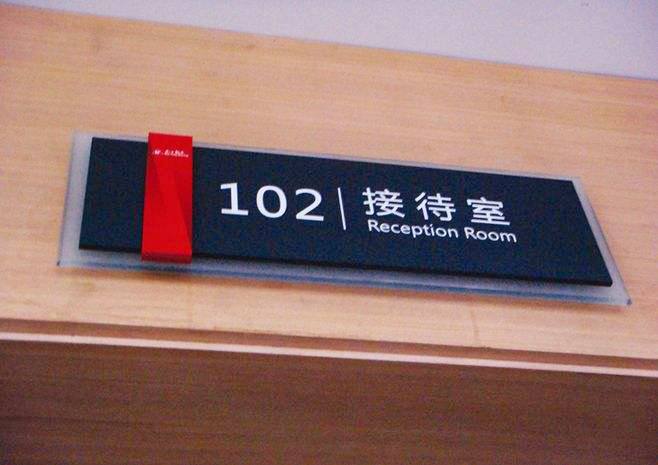 102
接待室
Reception Room